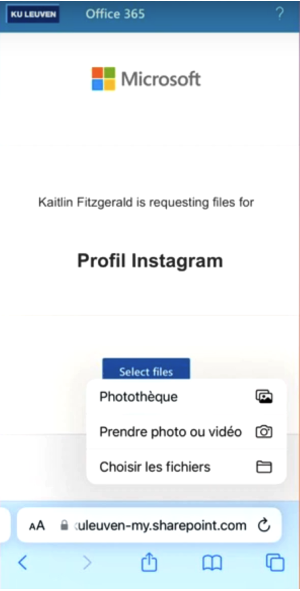 KU LEUVEN Office 365 ?
Microsoft
Kaitlin Fitzgerald is requesting files for
Profil Instagram
Select files
Photothèque
Prendre photo ou vidéo
Choisir les fichiers
AA uleuven-my.sharepoint.com